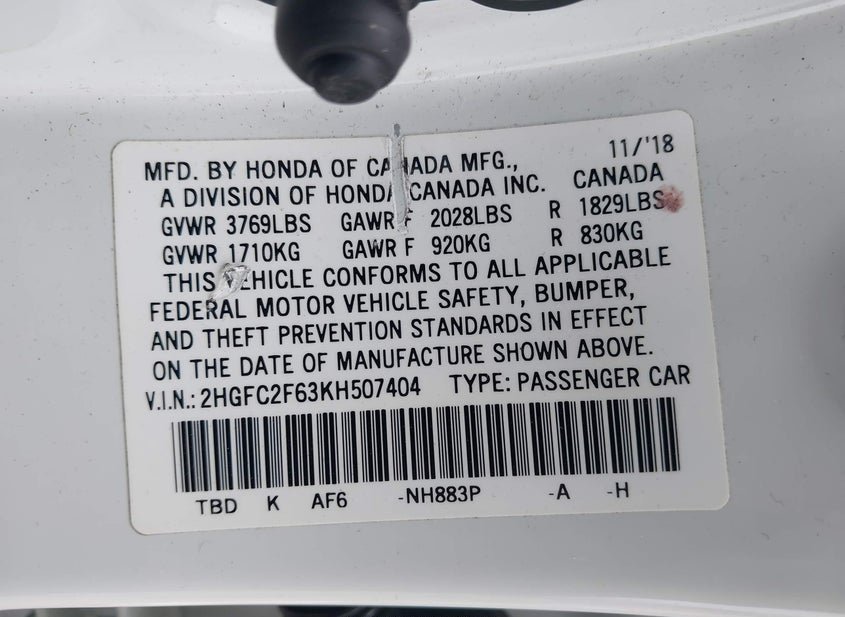 MFD. BY HONDA OF CANADA MFG., 11/'18
A DIVISION OF HONDA CANADA INC. CANADA
GVWR 3769LBS GAWR F 2028LBS R 1829LBS
GVWR 1710KG GAWR F 920KG R 830KG
THIS VEHICLE CONFORMS TO ALL APPLICABLE
FEDERAL MOTOR VEHICLE SAFETY, BUMPER,
AND THEFT PREVENTION STANDARDS IN EFFECT
ON THE DATE OF MANUFACTURE SHOWN ABOVE.
V.I.N.: 2HGFC2F63KH507404 TYPE: PASSENGER CAR
TBD K AF6 -NH883P -A -H